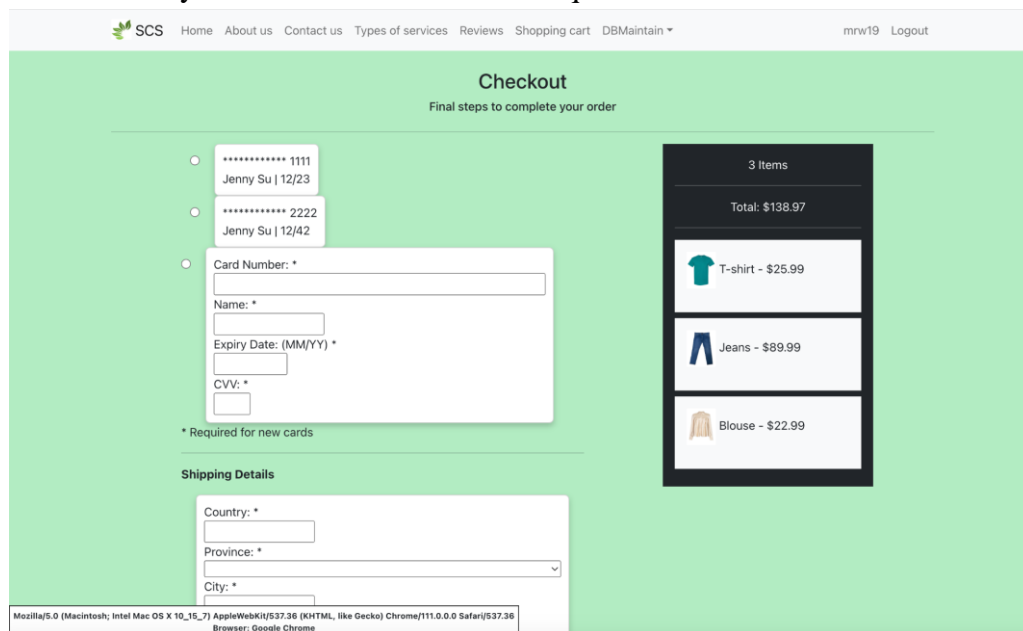 SCS Home About us Contact us Types of services Reviews Shopping cart DBMaintain mrw19 Logout
Checkout
Final steps to complete your order
************ 1111
Jenny Su | 12/23
************ 2222
Jenny Su | 12/42
Card Number: *
Name: *
Expiry Date: (MM/YY) *
CVV: *
* Required for new cards
Shipping Details
Country: *
Province: *
City: *
3 Items
Total: $138.97
T-shirt - $25.99
Jeans - $89.99
Blouse - $22.99
Mozilla/5.0 (Macintosh; Intel Mac OS X 10_15_7) AppleWebKit/537.36 (KHTML, like Gecko) Chrome/111.0.0.0 Safari/537.36
Browser: Google Chrome